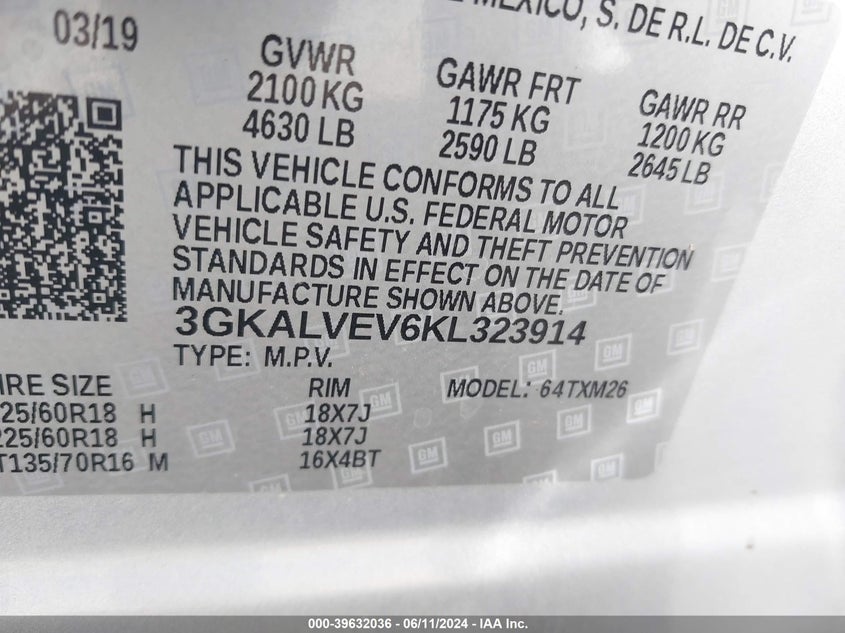 MEXICO, S. DE R.L. DE C.V.
03/19
GVWR
2100 KG
4630 LB
GAWR FRT
1175 KG
2590 LB
GAWR RR
1200 KG
2645 LB
THIS VEHICLE CONFORMS TO ALL
APPLICABLE U.S. FEDERAL MOTOR
VEHICLE SAFETY AND THEFT PREVENTION
STANDARDS IN EFFECT ON THE DATE OF
MANUFACTURE SHOWN ABOVE.
3GKALVEV6KL323914
TYPE: M.P.V.
IRE SIZE RIM MODEL: 64TXM26
25/60R18 H 18X7J
225/60R18 H 18X7J
T135/70R16 M 16X4BT
GM
000-39632036 - 06/11/2024 - IAA Inc.